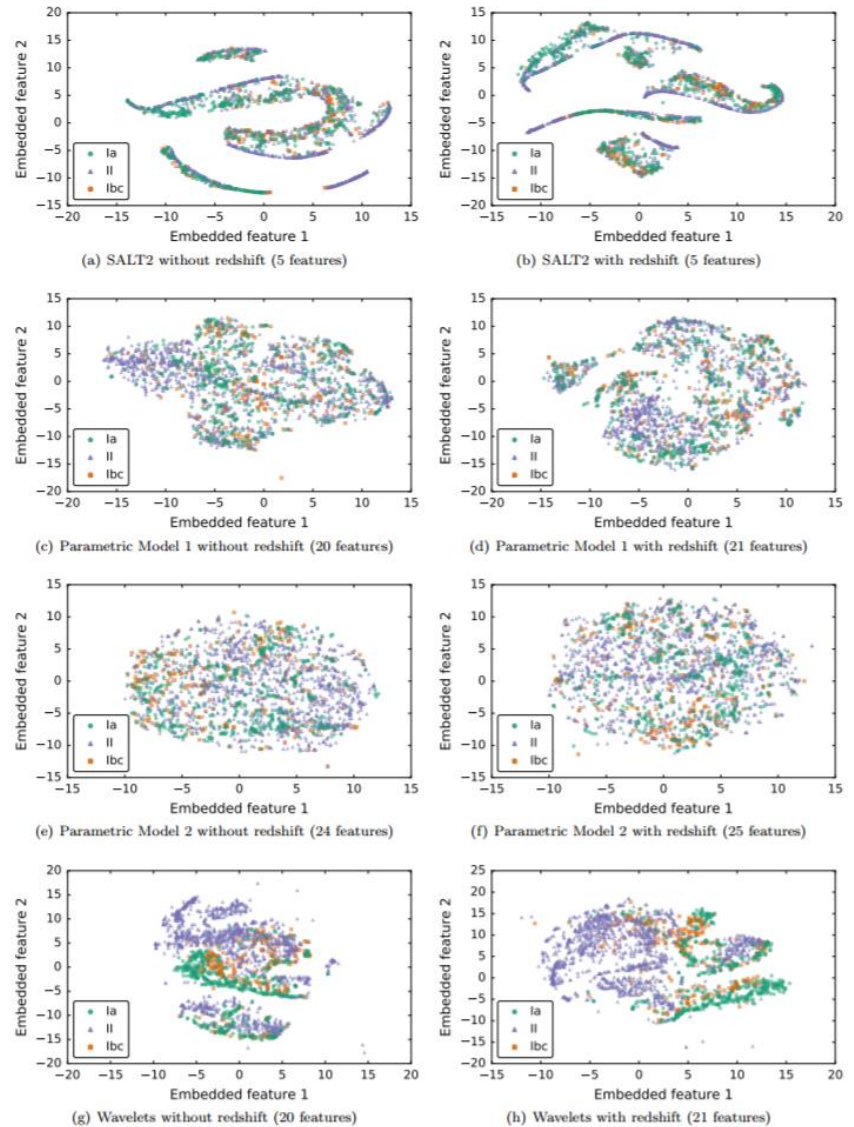 Embedded feature 2
20
15
10
5
0
−5
−10
−15
−20
−15
−10
−5
0
5
10
15
Ia
II
Ibc
Embedded feature 1
(a) SALT2 without redshift (5 features)
Embedded feature 2
15
10
5
0
−5
−10
−15
−20
−15
−10
−5
0
5
10
15
20
Ia
II
Ibc
Embedded feature 1
(b) SALT2 with redshift (5 features)
Embedded feature 2
15
10
5
0
−5
−10
−15
−20
−20
−15
−10
−5
0
5
10
15
Ia
II
Ibc
Embedded feature 1
(c) Parametric Model 1 without redshift (20 features)
Embedded feature 2
15
10
5
0
−5
−10
−15
−20
−20
−15
−10
−5
0
5
10
15
Ia
II
Ibc
Embedded feature 1
(d) Parametric Model 1 with redshift (21 features)
Embedded feature 2
15
10
5
0
−5
−10
−15
−15
−10
−5
0
5
10
15
Ia
II
Ibc
Embedded feature 1
(e) Parametric Model 2 without redshift (24 features)
Embedded feature 2
15
10
5
0
−5
−10
−15
−15
−10
−5
0
5
10
15
Ia
II
Ibc
Embedded feature 1
(f) Parametric Model 2 with redshift (25 features)
Embedded feature 2
20
15
10
5
0
−5
−10
−15
−20
−20
−15
−10
−5
0
5
10
15
20
Ia
II
Ibc
Embedded feature 1
(g) Wavelets without redshift (20 features)
Embedded feature 2
25
20
15
10
5
0
−5
−10
−15
−20
−15
−10
−5
0
5
10
15
20
Ia
II
Ibc
Embedded feature 1
(h) Wavelets with redshift (21 features)